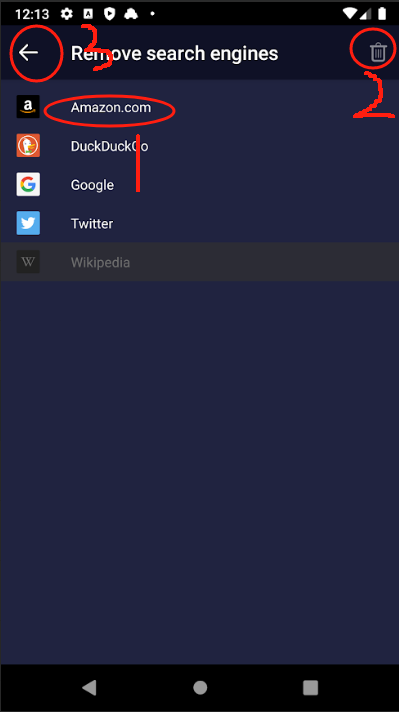 12:13
3
Remove search engines
2
a
Amazon.com
1
DuckDuckGo
G
Google
Twitter
W
Wikipedia